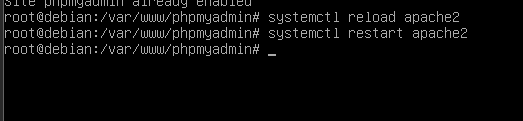 Site phpmyadmin already enabled
root@debian:/var/www/phpmyadmin# systemctl reload apache2
root@debian:/var/www/phpmyadmin# systemctl restart apache2
root@debian:/var/www/phpmyadmin# _